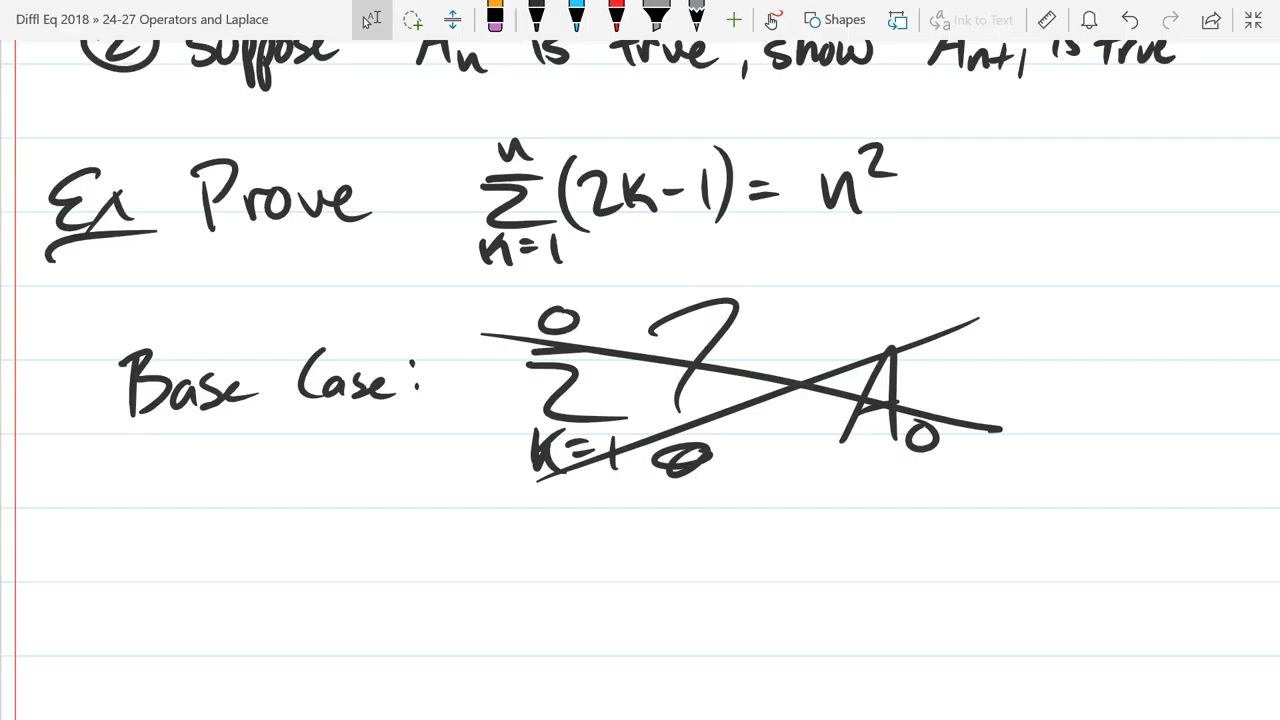 Diffl Eq 2018 » 24-27 Operators and Laplace
Shapes
Ink to Text
② Suppose Aₙ is true, show Aₙ₊₁ is true
Ex Prove ∑ₖ₌₁ⁿ (2k-1) = n²
Base Case: ∑ₖ₌₁⁰ ? A₀